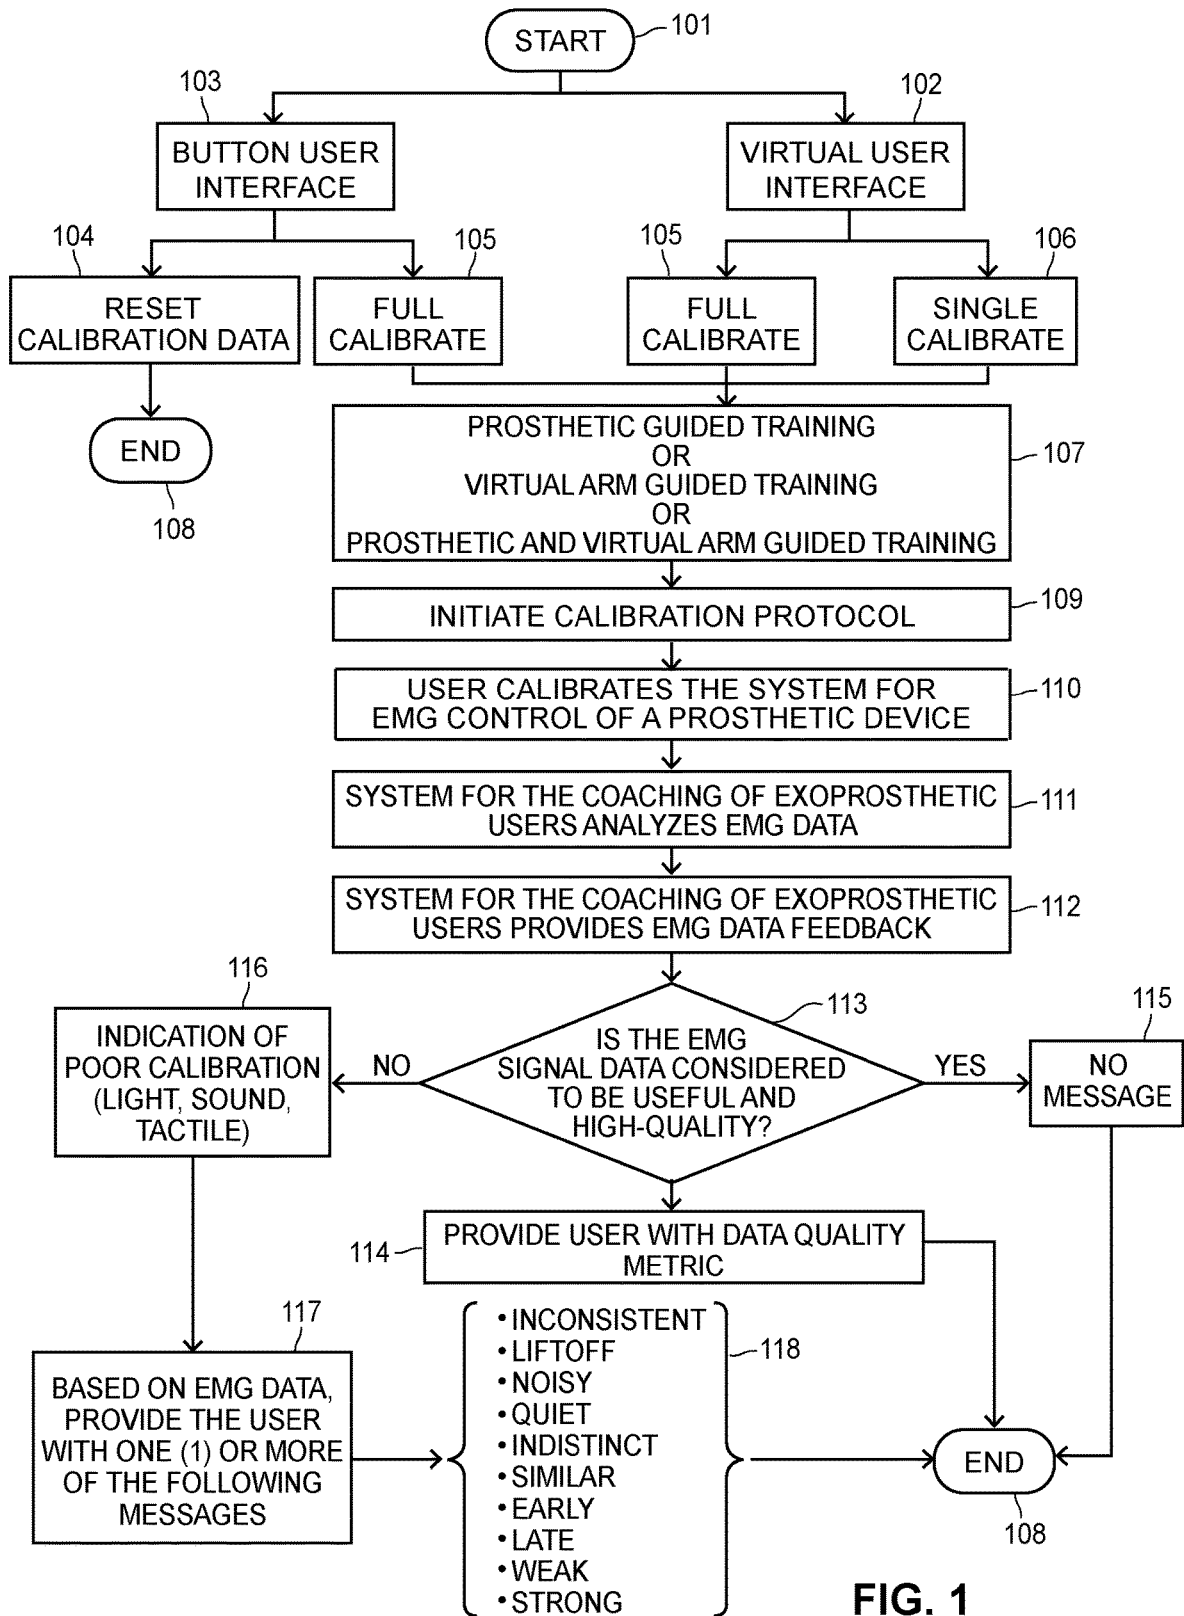 START
101
103
102
BUTTON USER
INTERFACE
VIRTUAL USER
INTERFACE
104
105
105
106
RESET
CALIBRATION DATA
FULL
CALIBRATE
FULL
CALIBRATE
SINGLE
CALIBRATE
END
108
PROSTHETIC GUIDED TRAINING
OR
VIRTUAL ARM GUIDED TRAINING
OR
PROSTHETIC AND VIRTUAL ARM GUIDED TRAINING
107
INITIATE CALIBRATION PROTOCOL
109
USER CALIBRATES THE SYSTEM FOR
EMG CONTROL OF A PROSTHETIC DEVICE
110
SYSTEM FOR THE COACHING OF EXOPROSTHETIC
USERS ANALYZES EMG DATA
111
SYSTEM FOR THE COACHING OF EXOPROSTHETIC
USERS PROVIDES EMG DATA FEEDBACK
112
116
INDICATION OF
POOR CALIBRATION
(LIGHT, SOUND,
TACTILE)
NO
113
IS THE EMG
SIGNAL DATA CONSIDERED
TO BE USEFUL AND
HIGH-QUALITY?
YES
115
NO
MESSAGE
114
PROVIDE USER WITH DATA QUALITY
METRIC
117
BASED ON EMG DATA,
PROVIDE THE USER
WITH ONE (1) OR MORE
OF THE FOLLOWING
MESSAGES
• INCONSISTENT
• LIFTOFF
• NOISY
• QUIET
• INDISTINCT
• SIMILAR
• EARLY
• LATE
• WEAK
• STRONG
118
END
108
FIG. 1